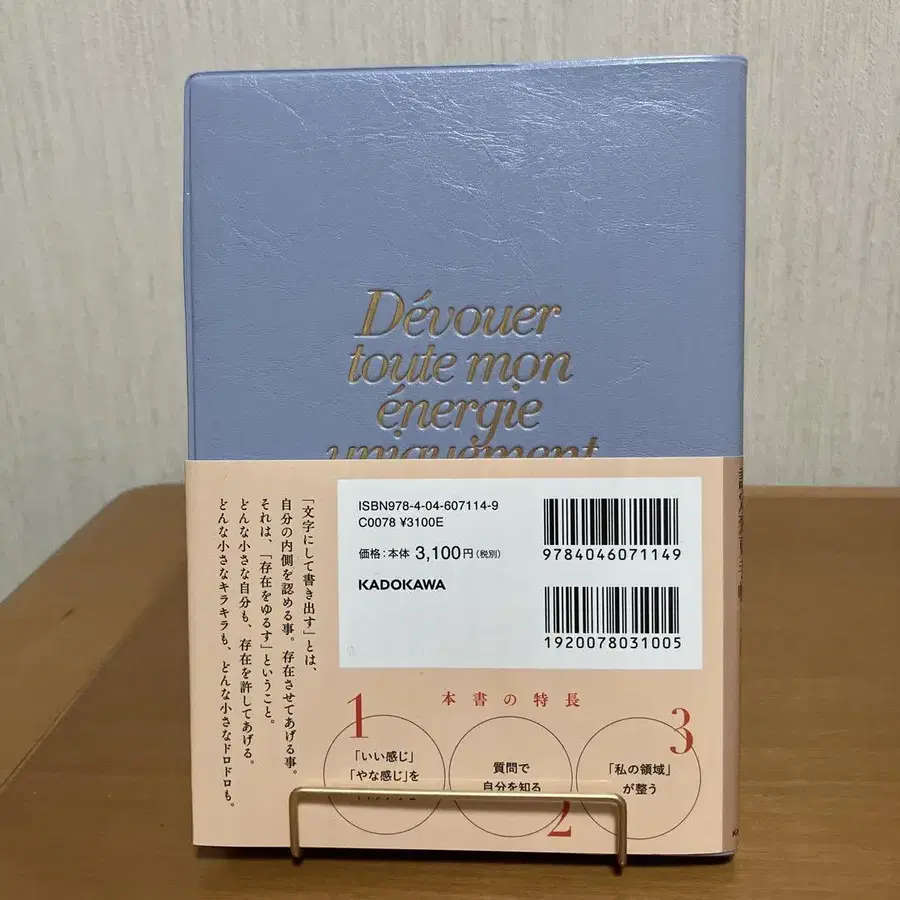 Dévouer
toute mon
énergie
uniquement
ISBN978-4-04-607114-9
C0078 ¥3100E
価格:本体 3,100円(税別)
KADOKAWA
9784046071149
1920078031005
「文字にして書き出す」とは、
自分の内側を認める事。存在させてあげる事。
それは、「存在をゆるす」ということ。
どんな小さな自分も、存在を許してあげる。
どんな小さなキラキラも、どんな小さなドロドロも。
本書の特長
1
「いい感じ」
「やな感じ」を
質問で
自分を知る
2
3
「私の領域」
が整う